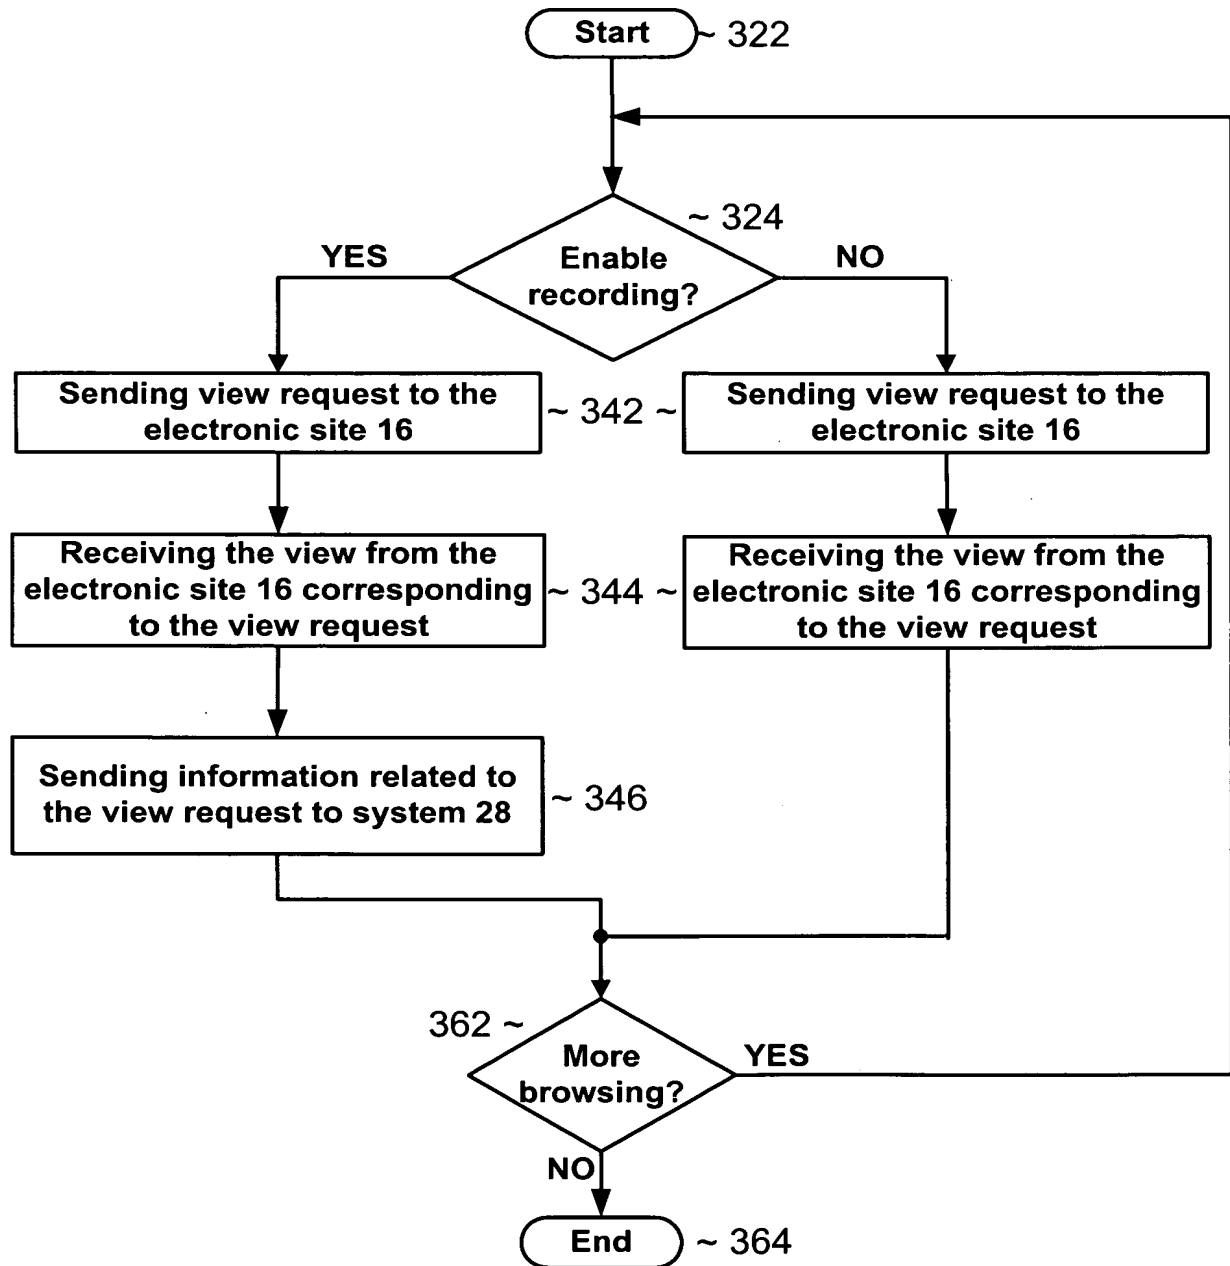 Start ~ 322
~ 324
YES
Enable
recording?
NO
Sending view request to the
electronic site 16
~ 342 ~
Sending view request to the
electronic site 16
Receiving the view from the
electronic site 16 corresponding
to the view request
~ 344 ~
Receiving the view from the
electronic site 16 corresponding
to the view request
Sending information related to
the view request to system 28
~ 346
362 ~
More
browsing?
YES
NO
End ~ 364